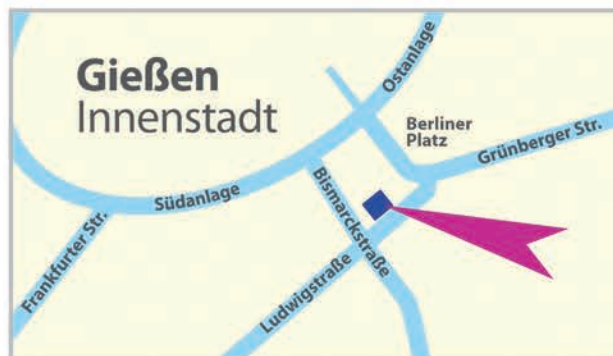 Gießen
Innenstadt
Ostanlage
Berliner
Platz
Grünberger Str.
Südanlage
Bismarckstraße
Frankfurter Str.
Ludwigstraße